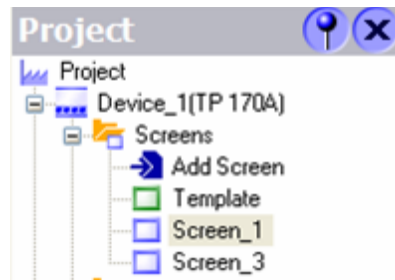 Project
Project
Device_1(TP 170A)
Screens
Add Screen
Template
Screen_1
Screen_3